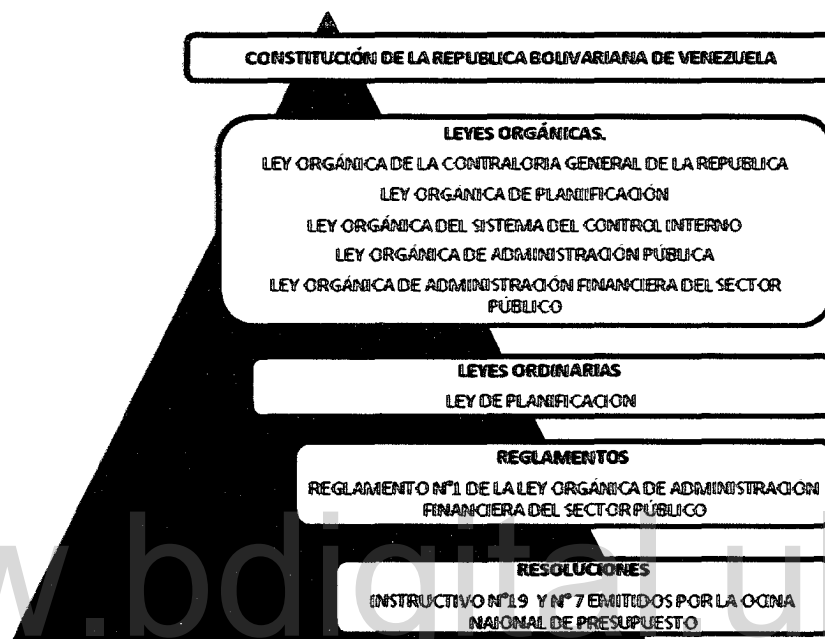 CONSTITUCIÓN DE LA REPUBLICA BOLIVARIANA DE VENEZUELA
LEYES ORGÁNICAS.
LEY ORGÁNICA DE LA CONTRALORIA GENERAL DE LA REPUBLICA
LEY ORGÁNICA DE PLANIIFICACIÓN
LEY ORGÁNICA DEL SISTEMA DEL CONTROL INTERNO
LEY ORGÁNICA DE ADMINISTRACIÓN PÚBLICA
LEY ORGÁNICA DE ADMINISTRACIÓN FINANCIERA DEL SECTOR
PÚBLICO
LEYES ORDINARIAS
LEY DE PLANIFICACION
REGLAMENTOS
REGLAMENTO N°1 DE LA LEY ORGÁNICA DE ADMINISTRACION
FINANCIERA DEL SECTOR PÚBLICO
RESOLUCIONES
INSTRUCTIVO N°19 Y N° 7 EMITIDOS POR LA OCINA
NAIONAL DE PRESUPUESTO
w.bdigital.u